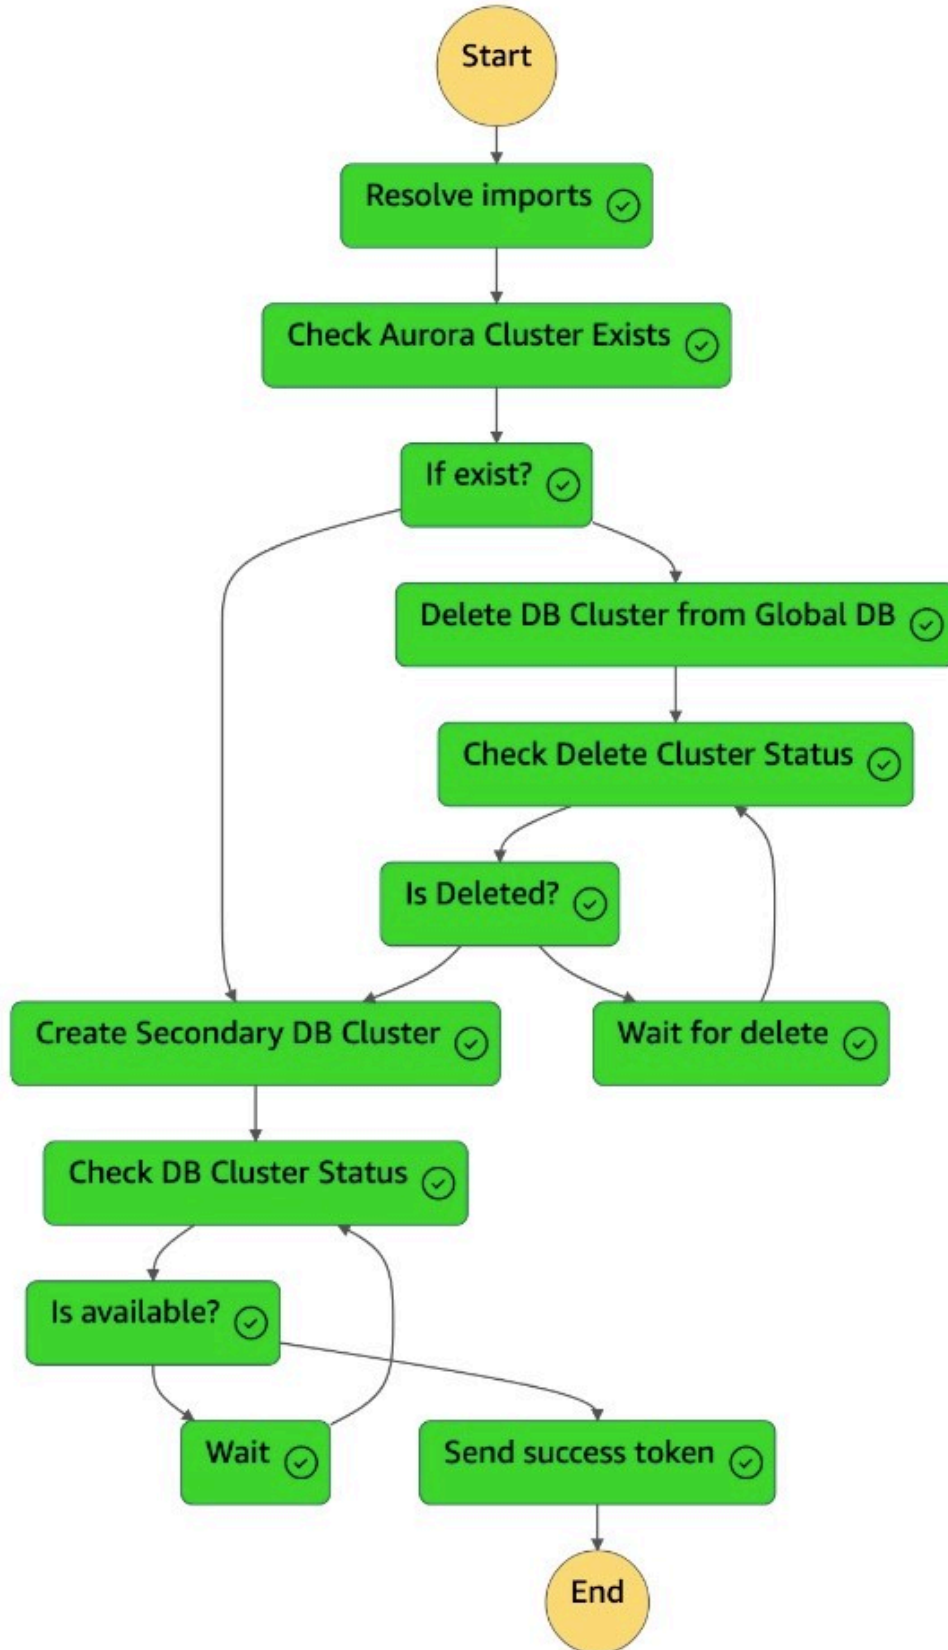 Start
Resolve imports
Check Aurora Cluster Exists
If exist?
Delete DB Cluster from Global DB
Check Delete Cluster Status
Is Deleted?
Create Secondary DB Cluster
Wait for delete
Check DB Cluster Status
Is available?
Wait
Send success token
End